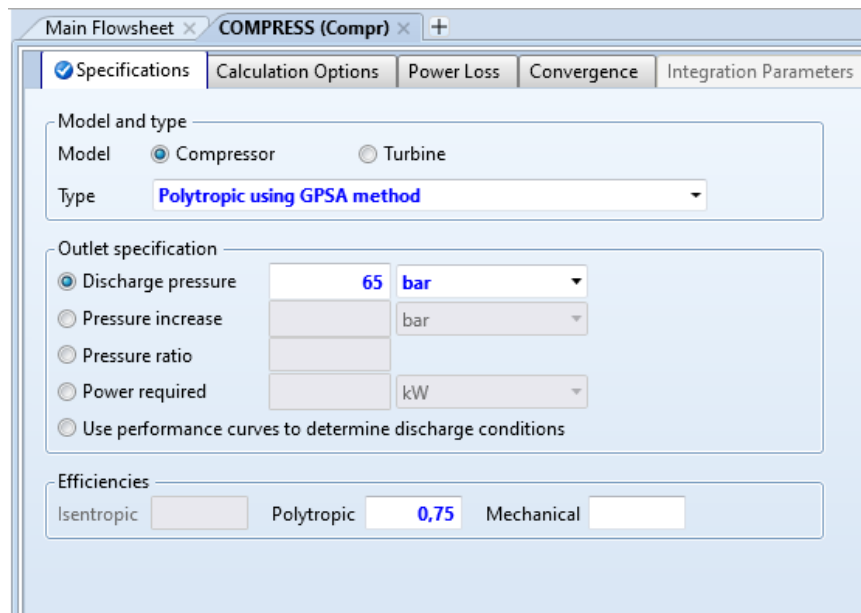 Main Flowsheet × COMPRESS (Compr) × +
Specifications Calculation Options Power Loss Convergence Integration Parameters
Model and type
Model Compressor Turbine
Type Polytropic using GPSA method
Outlet specification
Discharge pressure 65 bar
Pressure increase bar
Pressure ratio
Power required kW
Use performance curves to determine discharge conditions
Efficiencies
Isentropic Polytropic 0,75 Mechanical